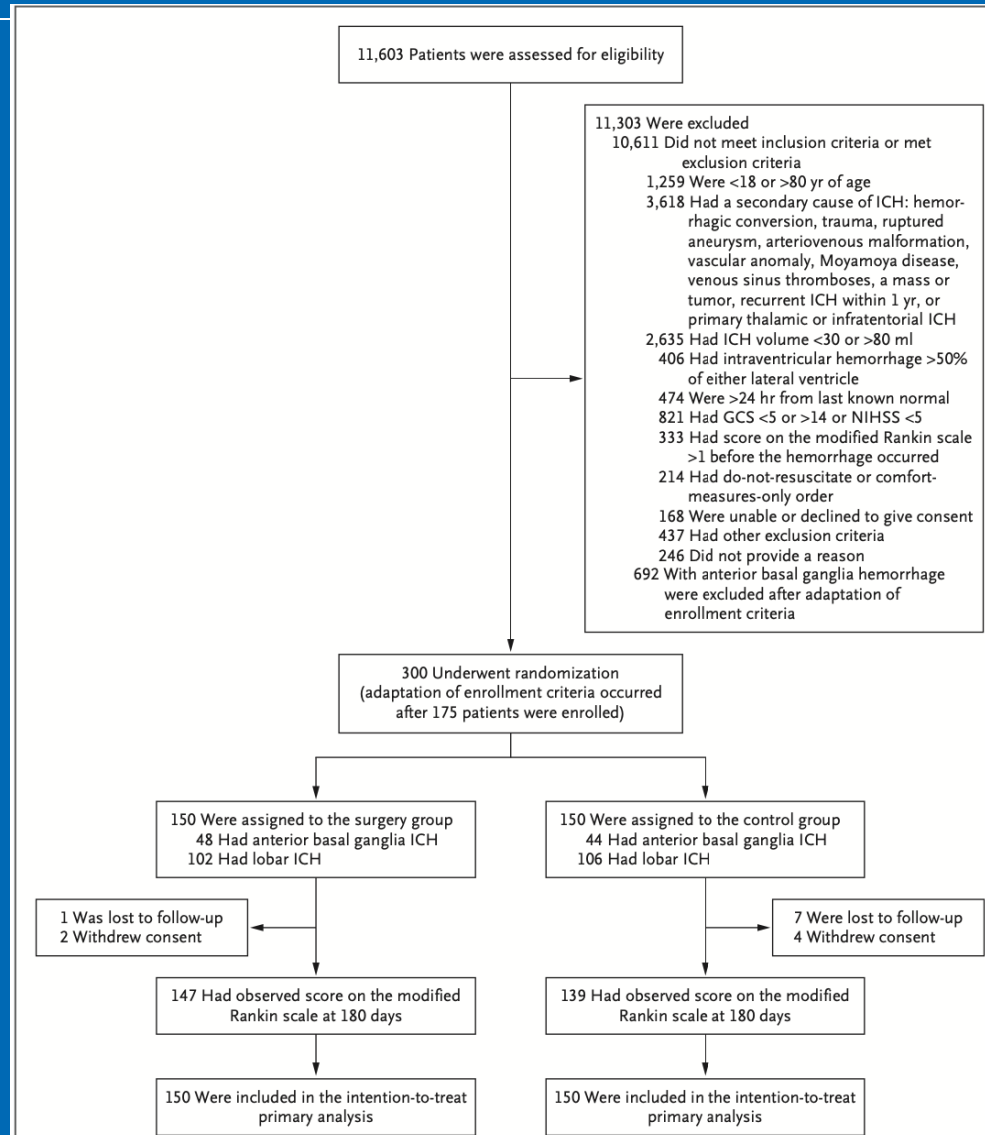 11,603 Patients were assessed for eligibility
11,303 Were excluded
10,611 Did not meet inclusion criteria or met
exclusion criteria
1,259 Were <18 or >80 yr of age
3,618 Had a secondary cause of ICH: hemor-
rhagic conversion, trauma, ruptured
aneurysm, arteriovenous malformation,
vascular anomaly, Moyamoya disease,
venous sinus thromboses, a mass or
tumor, recurrent ICH within 1 yr, or
primary thalamic or infratentorial ICH
2,635 Had ICH volume <30 or >80 ml
406 Had intraventricular hemorrhage >50%
of either lateral ventricle
474 Were >24 hr from last known normal
821 Had GCS <5 or >14 or NIHSS <5
333 Had score on the modified Rankin scale
>1 before the hemorrhage occurred
214 Had do-not-resuscitate or comfort-
measures-only order
168 Were unable or declined to give consent
437 Had other exclusion criteria
246 Did not provide a reason
692 With anterior basal ganglia hemorrhage
were excluded after adaptation of
enrollment criteria
300 Underwent randomization
(adaptation of enrollment criteria occurred
after 175 patients were enrolled)
150 Were assigned to the surgery group
48 Had anterior basal ganglia ICH
102 Had lobar ICH
150 Were assigned to the control group
44 Had anterior basal ganglia ICH
106 Had lobar ICH
1 Was lost to follow-up
2 Withdrew consent
7 Were lost to follow-up
4 Withdrew consent
147 Had observed score on the modified
Rankin scale at 180 days
139 Had observed score on the modified
Rankin scale at 180 days
150 Were included in the intention-to-treat
primary analysis
150 Were included in the intention-to-treat
primary analysis